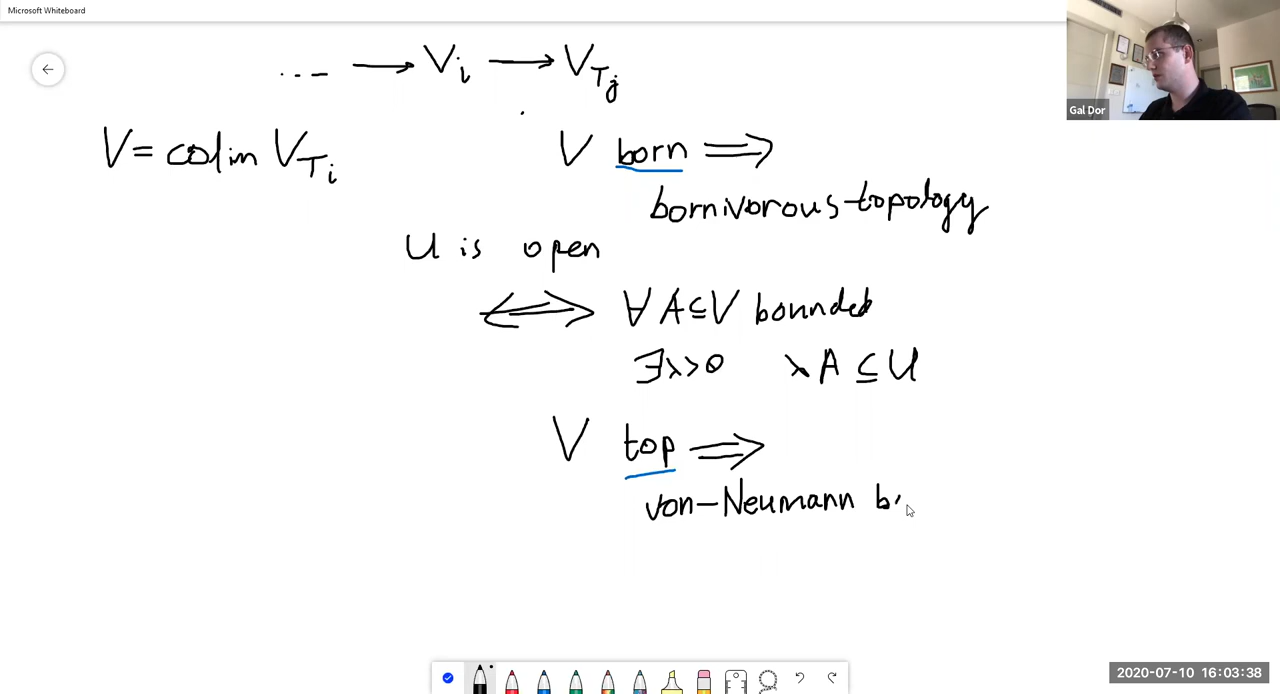 Microsoft Whiteboard
... → V_i → V_{T_j}
V = colim V_{T_i}
V born ⟹
bornivorous topology
U is open
⟺ ∀ A ⊆ V bounded
∃ λ > 0 λA ⊆ U
V top ⟹
von-Neumann b
Gal Dor
2020-07-10 16:03:38